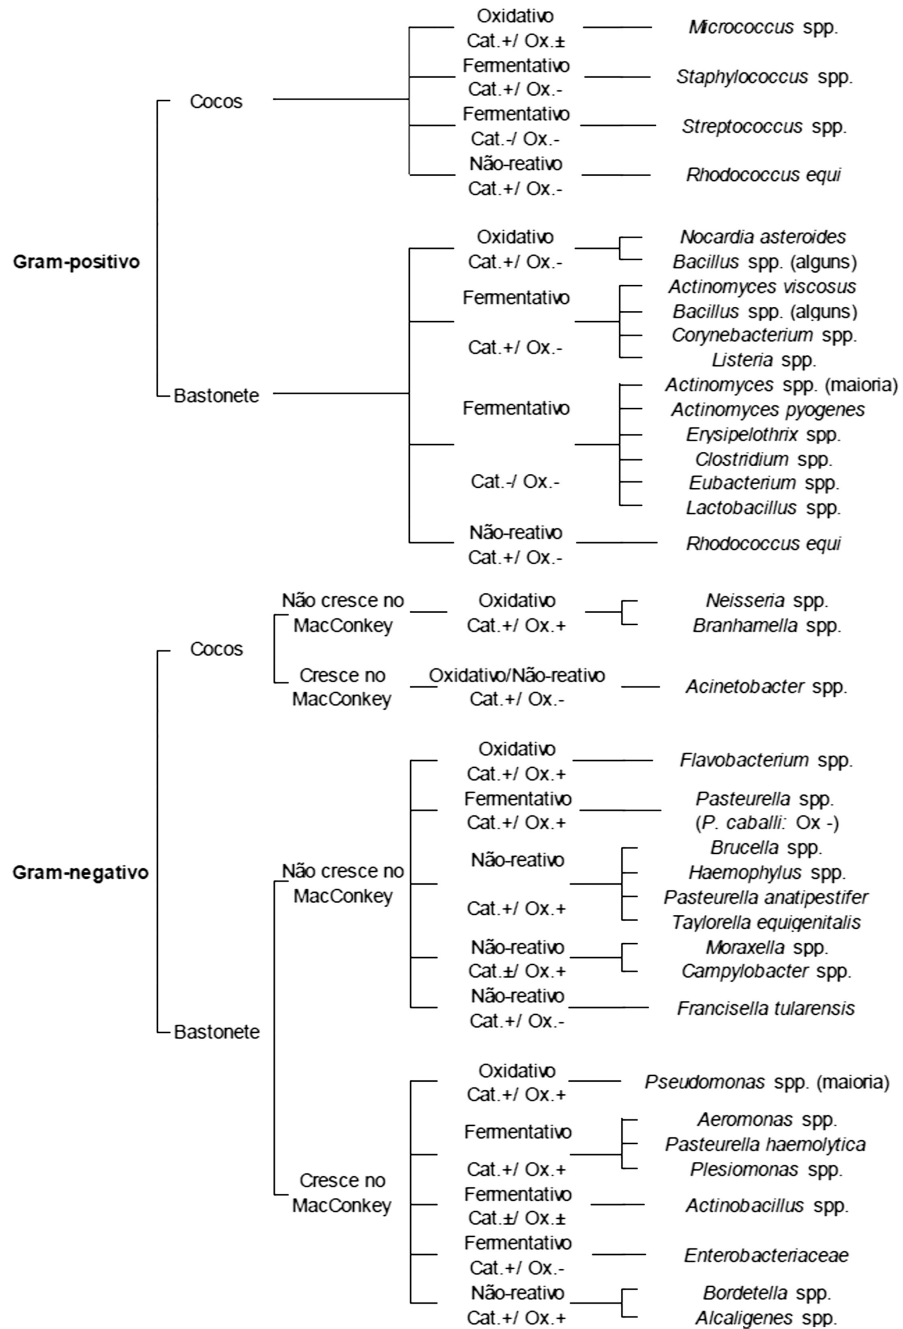 Oxidativo
Cat.+/ Ox.±
Micrococcus spp.
Fermentativo
Cat.+/ Ox.-
Staphylococcus spp.
Cocos
Fermentativo
Cat.-/ Ox.-
Streptococcus spp.
Não-reativo
Cat.+/ Ox.-
Rhodococcus equi
Gram-positivo
Oxidativo
Cat.+/ Ox.-
Nocardia asteroides
Bacillus spp. (alguns)
Fermentativo
Cat.+/ Ox.-
Actinomyces viscosus
Bacillus spp. (alguns)
Corynebacterium spp.
Listeria spp.
Bastonete
Fermentativo
Cat.-/ Ox.-
Actinomyces spp. (maioria)
Actinomyces pyogenes
Erysipelothrix spp.
Clostridium spp.
Eubacterium spp.
Lactobacillus spp.
Não-reativo
Cat.+/ Ox.-
Rhodococcus equi
Gram-negativo
Cocos
Não cresce no
MacConkey
Oxidativo
Cat.+/ Ox.+
Neisseria spp.
Branhamella spp.
Cresce no
MacConkey
Oxidativo/Não-reativo
Cat.+/ Ox.-
Acinetobacter spp.
Bastonete
Não cresce no
MacConkey
Oxidativo
Cat.+/ Ox.+
Flavobacterium spp.
Fermentativo
Cat.+/ Ox.+
Pasteurella spp.
(P. caballi: Ox -)
Não-reativo
Cat.+/ Ox.+
Brucella spp.
Haemophylus spp.
Pasteurella anatipestifer
Taylorella equigenitalis
Não-reativo
Cat.±/ Ox.+
Moraxella spp.
Campylobacter spp.
Não-reativo
Cat.+/ Ox.-
Francisella tularensis
Cresce no
MacConkey
Oxidativo
Cat.+/ Ox.+
Pseudomonas spp. (maioria)
Fermentativo
Cat.+/ Ox.+
Aeromonas spp.
Pasteurella haemolytica
Plesiomonas spp.
Fermentativo
Cat.±/ Ox.±
Actinobacillus spp.
Fermentativo
Cat.+/ Ox.-
Enterobacteriaceae
Não-reativo
Cat.+/ Ox.+
Bordetella spp.
Alcaligenes spp.